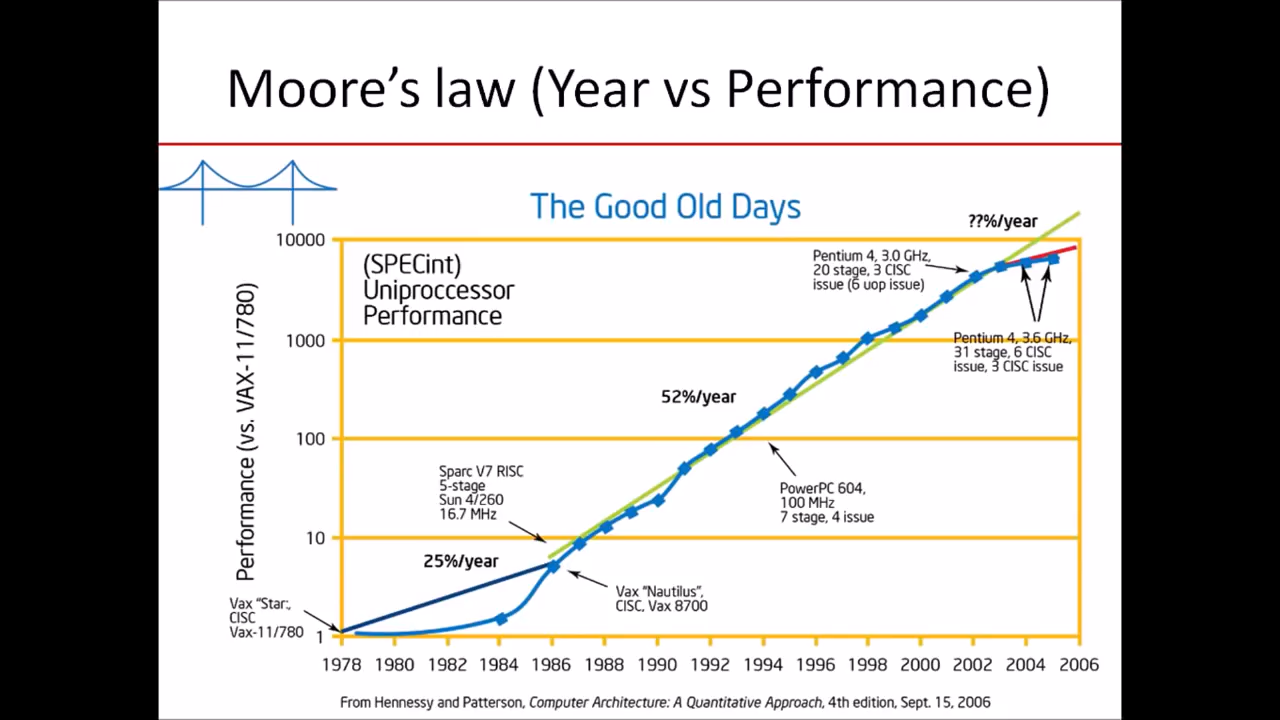 Moore's law (Year vs Performance)
The Good Old Days
??%/year
10000
(SPECint)
Uniproccessor
Performance
Pentium 4, 3.0 GHz,
20 stage, 3 CISC
issue (6 uop issue)
Performance (vs. VAX-11/780)
1000
Pentium 4, 3.6 GHz,
31 stage, 6 CISC
issue, 3 CISC issue
52%/year
100
Sparc V7 RISC
5-stage
Sun 4/260
16.7 MHz
PowerPC 604,
100 MHz
7 stage, 4 issue
10
25%/year
Vax "Nautilus",
CISC, Vax 8700
Vax "Star:,
CISC
Vax-11/780
1
1978 1980 1982 1984 1986 1988 1990 1992 1994 1996 1998 2000 2002 2004 2006
From Hennessy and Patterson, Computer Architecture: A Quantitative Approach, 4th edition, Sept. 15, 2006